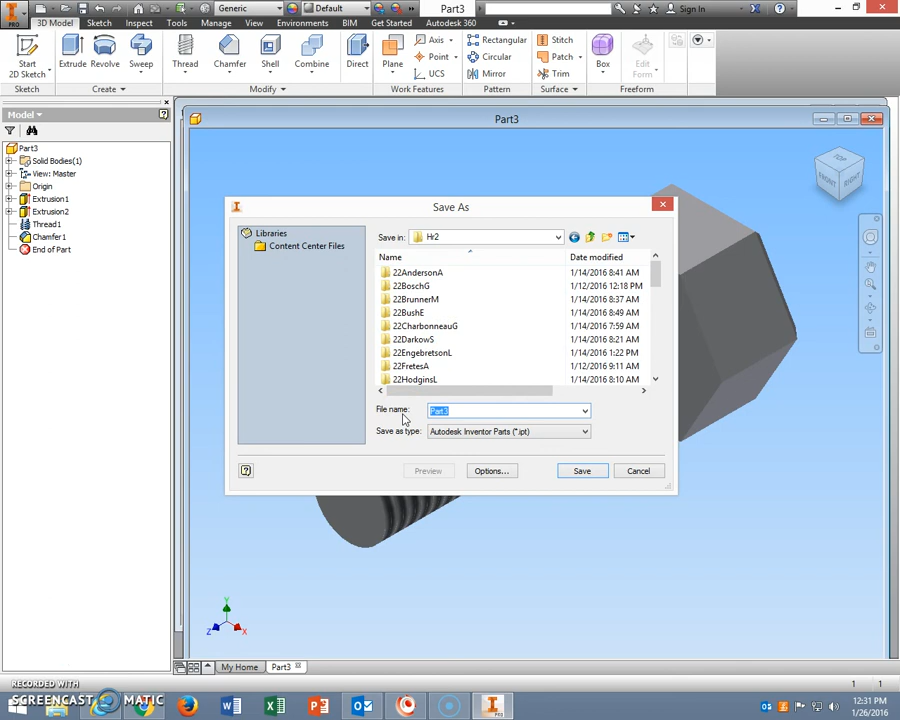 Generic Default Part3 Sign In
PRO 3D Model Sketch Inspect Tools Manage View Environments BIM Get Started Autodesk 360
Start 2D Sketch Extrude Revolve Sweep Thread Chamfer Shell Combine Direct Plane Axis Point UCS Rectangular Circular Mirror Stitch Patch Trim Box Edit Form
Sketch Create Modify Work Features Pattern Surface Freeform
Model
Part3
Part3
Solid Bodies(1)
View: Master
Origin
Extrusion1
Extrusion2
Thread1
Chamfer1
End of Part
TOP
FRONT RIGHT
Save As
Libraries
Content Center Files
Save in: Hr2
Name Date modified
22AndersonA 1/14/2016 8:41 AM
22BoschG 1/12/2016 12:18 PM
22BrunnerM 1/14/2016 8:37 AM
22BushE 1/14/2016 8:49 AM
22CharbonneauG 1/14/2016 7:59 AM
22DarkowS 1/14/2016 8:21 AM
22EngebretsonL 1/14/2016 1:22 PM
22FretesA 1/12/2016 9:11 AM
22HodginsL 1/14/2016 8:10 AM
File name: Part3
Save as type: Autodesk Inventor Parts (*.ipt)
Preview Options... Save Cancel
Y
Z X
My Home Part3
1 1
RECORDED WITH
SCREENCAST MATIC
12:31 PM
1/26/2016